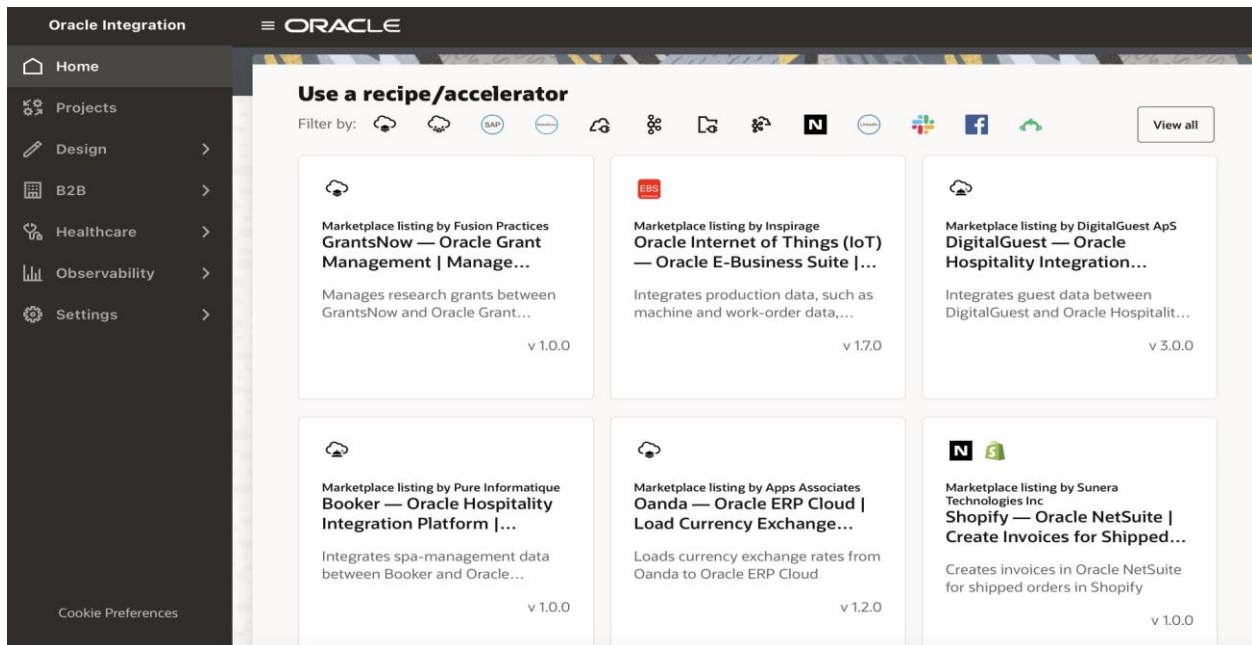 Oracle Integration
ORACLE
Home
Projects
Design
B2B
Healthcare
Observability
Settings
Cookie Preferences
Use a recipe/accelerator
Filter by:
SAP
N
View all
Marketplace listing by Fusion Practices
GrantsNow — Oracle Grant
Management | Manage...
Manages research grants between
GrantsNow and Oracle Grant...
v 1.0.0
EBS
Marketplace listing by Inspirage
Oracle Internet of Things (IoT)
— Oracle E-Business Suite |...
Integrates production data, such as
machine and work-order data,...
v 1.7.0
Marketplace listing by DigitalGuest ApS
DigitalGuest — Oracle
Hospitality Integration...
Integrates guest data between
DigitalGuest and Oracle Hospitalit...
v 3.0.0
Marketplace listing by Pure Informatique
Booker — Oracle Hospitality
Integration Platform |...
Integrates spa-management data
between Booker and Oracle...
v 1.0.0
Marketplace listing by Apps Associates
Oanda — Oracle ERP Cloud |
Load Currency Exchange...
Loads currency exchange rates from
Oanda to Oracle ERP Cloud
v 1.2.0
N
Marketplace listing by Sunera
Technologies Inc
Shopify — Oracle NetSuite |
Create Invoices for Shipped...
Creates invoices in Oracle NetSuite
for shipped orders in Shopify
v 1.0.0